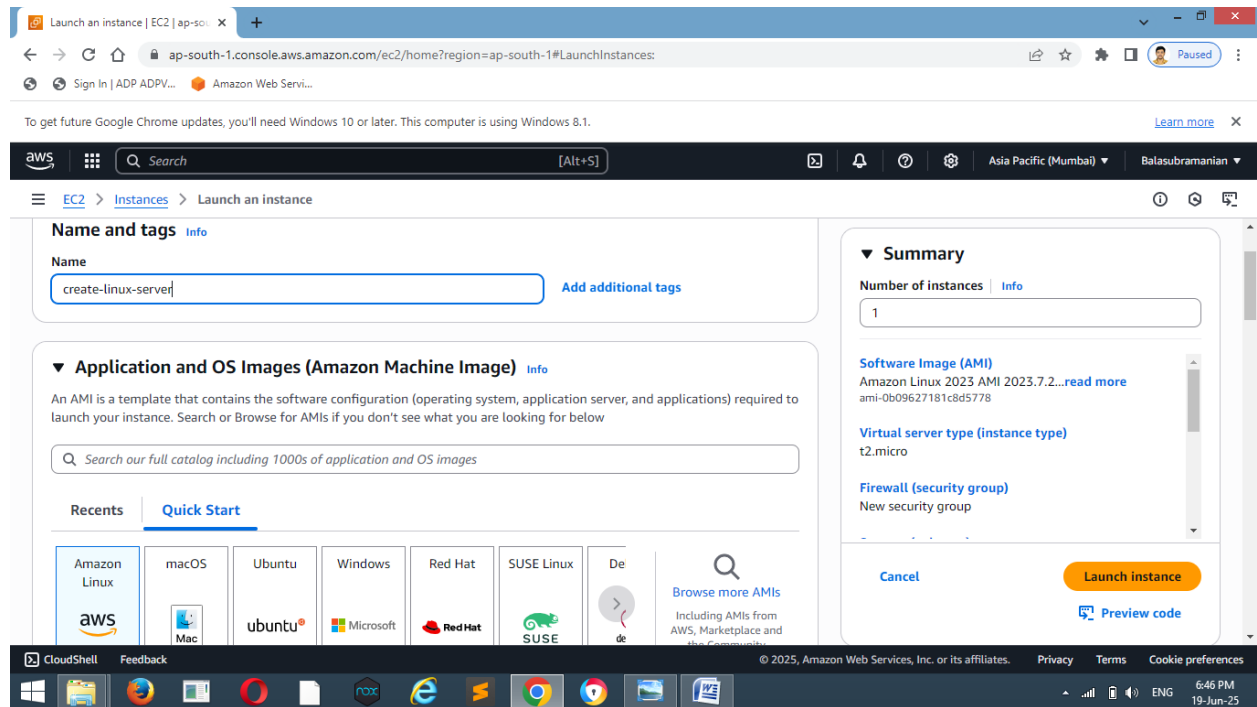 Launch an instance | EC2 | ap-sou
ap-south-1.console.aws.amazon.com/ec2/home?region=ap-south-1#LaunchInstances:
Paused
Sign In | ADP ADPV...
Amazon Web Servi...
To get future Google Chrome updates, you'll need Windows 10 or later. This computer is using Windows 8.1.
Learn more
aws
Search
[Alt+S]
Asia Pacific (Mumbai)
Balasubramanian
EC2 > Instances > Launch an instance
Name and tags Info
Name
create-linux-server
Add additional tags
Application and OS Images (Amazon Machine Image) Info
An AMI is a template that contains the software configuration (operating system, application server, and applications) required to
launch your instance. Search or Browse for AMIs if you don't see what you are looking for below
Search our full catalog including 1000s of application and OS images
Recents
Quick Start
Amazon
Linux
aws
macOS
Mac
Ubuntu
ubuntu®
Windows
Microsoft
Red Hat
Red Hat
SUSE Linux
SUSE
De
de
Browse more AMIs
Including AMIs from
AWS, Marketplace and
the Community
Summary
Number of instances Info
1
Software Image (AMI)
Amazon Linux 2023 AMI 2023.7.2...read more
ami-0b09627181c8d5778
Virtual server type (instance type)
t2.micro
Firewall (security group)
New security group
Cancel
Launch instance
Preview code
CloudShell
Feedback
© 2025, Amazon Web Services, Inc. or its affiliates.
Privacy
Terms
Cookie preferences
nox
ENG
6:46 PM
19-Jun-25